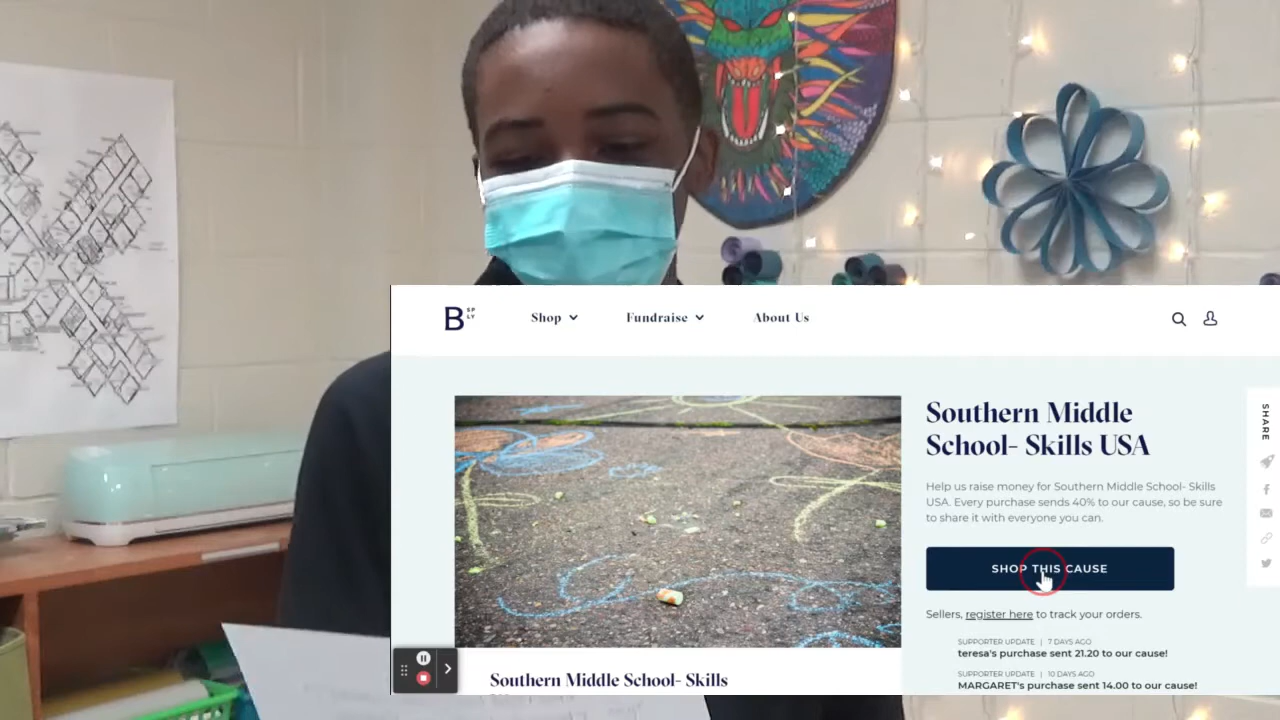 B SP LY
Shop
Fundraise
About Us
Southern Middle
School- Skills USA
SHARE
Help us raise money for Southern Middle School- Skills
USA. Every purchase sends 40% to our cause, so be sure
to share it with everyone you can.
SHOP THIS CAUSE
Sellers, register here to track your orders.
SUPPORTER UPDATE | 7 DAYS AGO
teresa's purchase sent 21.20 to our cause!
SUPPORTER UPDATE | 10 DAYS AGO
MARGARET's purchase sent 14.00 to our cause!
Southern Middle School- Skills